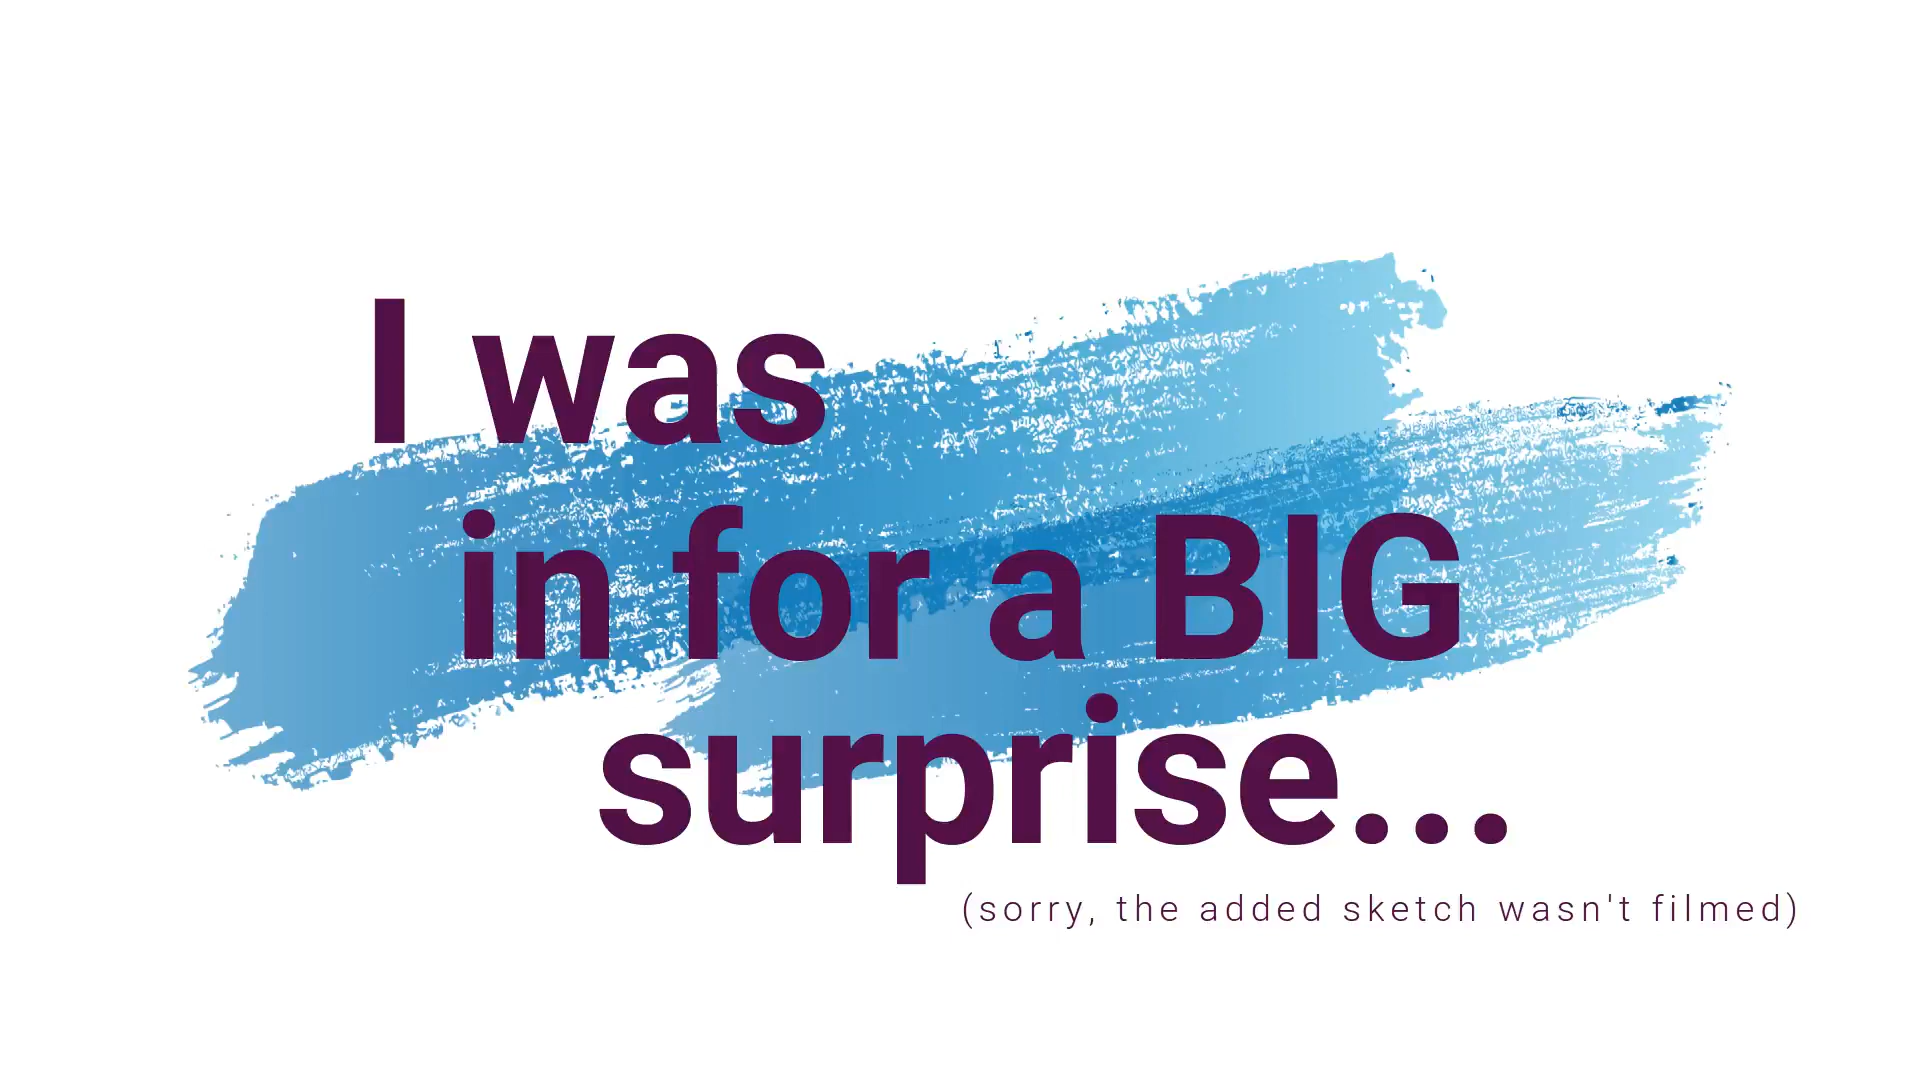 I was
in for a BIG
surprise...
(sorry, the added sketch wasn't filmed)